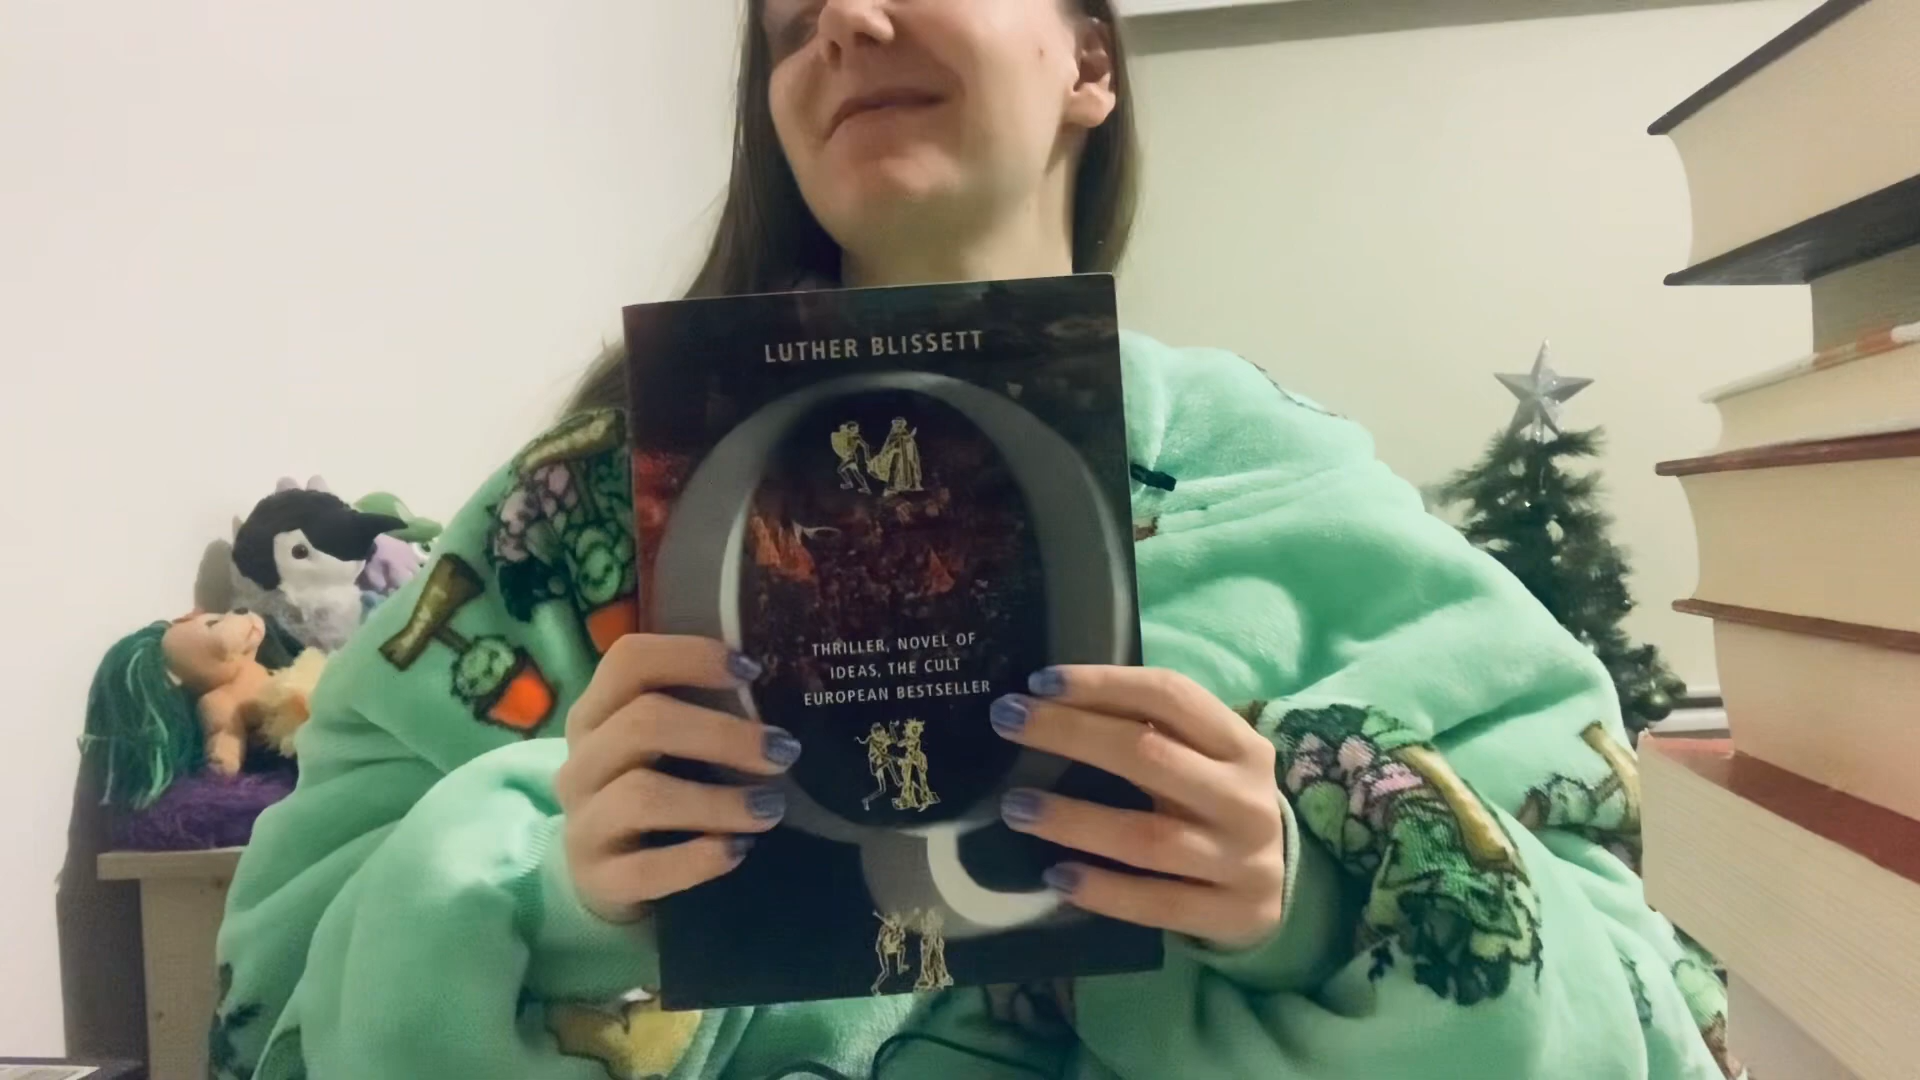 LUTHER BLISSETT
Q
THRILLER, NOVEL OF
IDEAS, THE CULT
EUROPEAN BESTSELLER